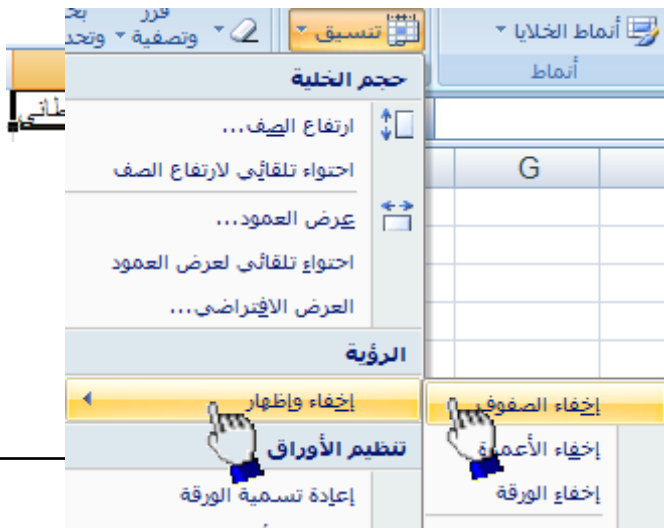 أنماط الخلايا
تنسيق
فرز
وتصفية
أنماط
حجم الخلية
ارتفاع الصف...
احتواء تلقائي لارتفاع الصف
G
عرض العمود...
احتواء تلقائي لعرض العمود
العرض الافتراضي...
الرؤية
إخفاء وإظهار
إخفاء الصفوف
تنظيم الأوراق
إخفاء الأعمدة
إعادة تسمية الورقة
إخفاء الورقة